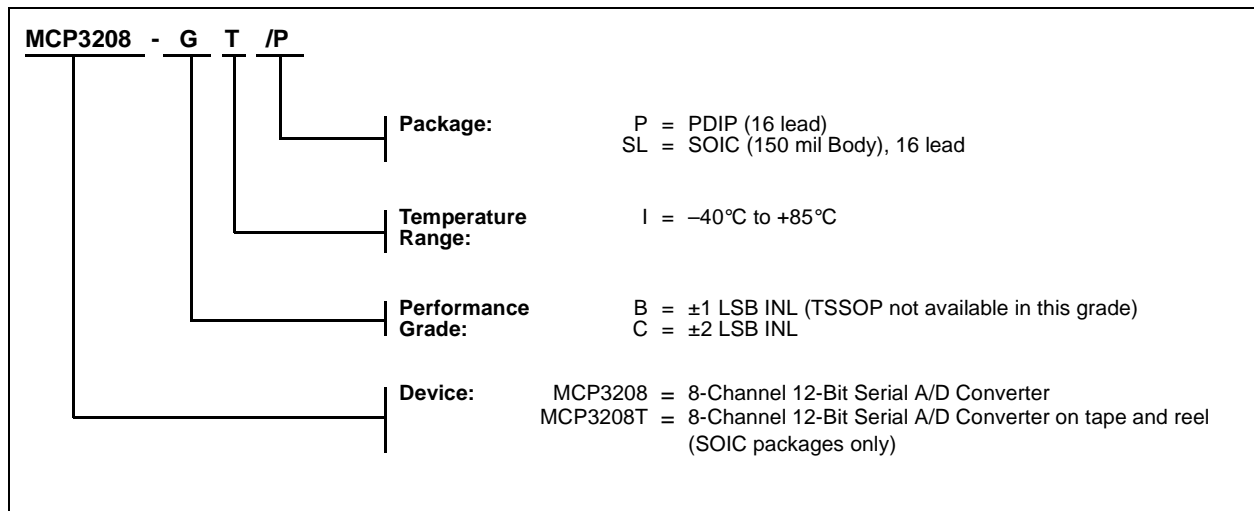 MCP3208 - G T /P
Package: P = PDIP (16 lead)
SL = SOIC (150 mil Body), 16 lead
Temperature I = –40°C to +85°C
Range:
Performance B = ±1 LSB INL (TSSOP not available in this grade)
Grade: C = ±2 LSB INL
Device: MCP3208 = 8-Channel 12-Bit Serial A/D Converter
MCP3208T = 8-Channel 12-Bit Serial A/D Converter on tape and reel
(SOIC packages only)